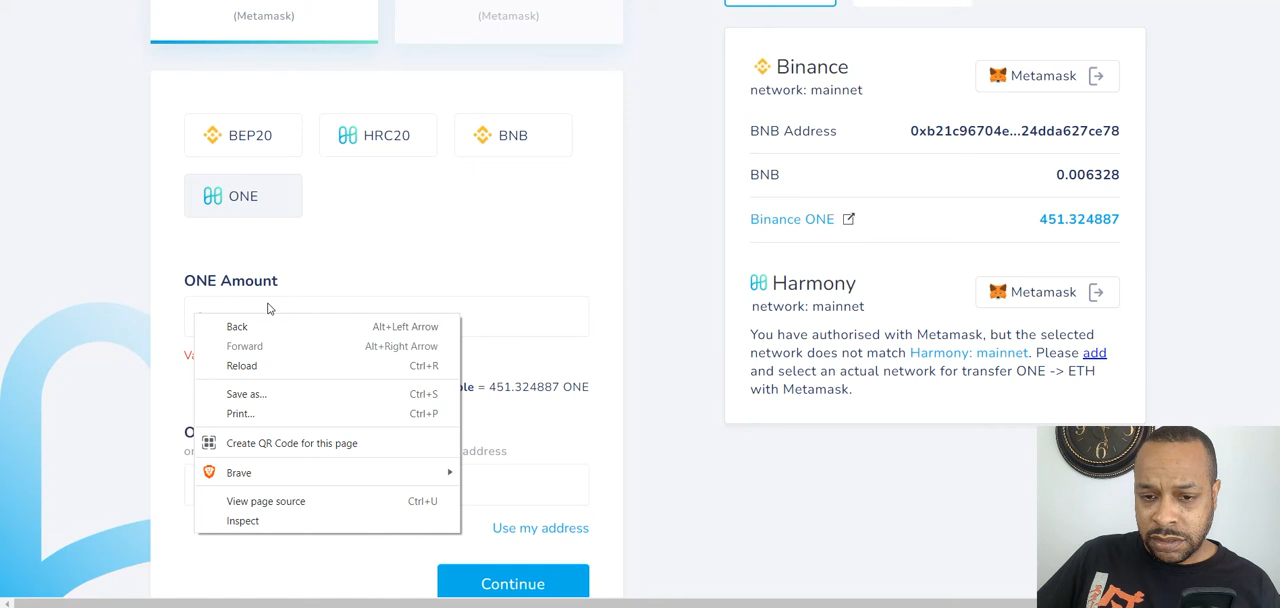 (Metamask)
(Metamask)
BEP20
HRC20
BNB
ONE
ONE Amount
Back Alt+Left Arrow
Forward Alt+Right Arrow
Reload Ctrl+R
Save as... Ctrl+S
Print... Ctrl+P
Create QR Code for this page
Brave
View page source Ctrl+U
Inspect
= 451.324887 ONE
address
Use my address
Continue
Binance
network: mainnet
Metamask
BNB Address 0xb21c96704e...24dda627ce78
BNB 0.006328
Binance ONE 451.324887
Harmony
network: mainnet
Metamask
You have authorised with Metamask, but the selected
network does not match Harmony: mainnet. Please add
and select an actual network for transfer ONE -> ETH
with Metamask.